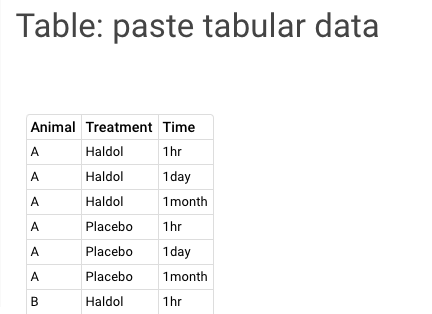 Table: paste tabular data
Animal Treatment Time
A Haldol 1hr
A Haldol 1day
A Haldol 1month
A Placebo 1hr
A Placebo 1day
A Placebo 1month
B Haldol 1hr